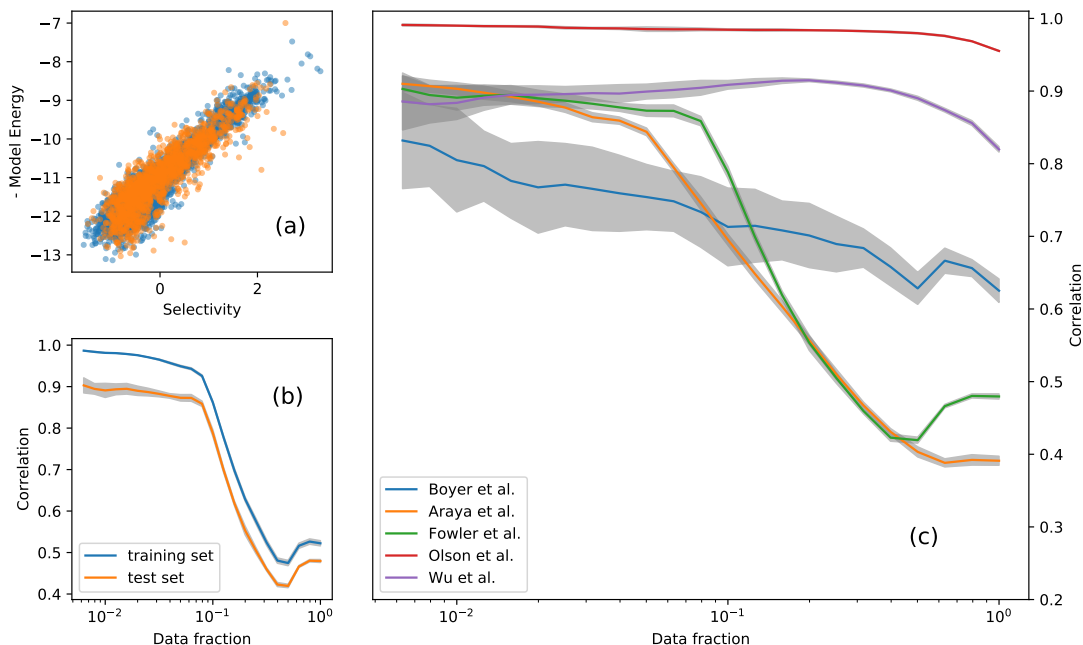 −7
−8
−9
−10
−11
−12
−13
- Model Energy
(a)
0
2
Selectivity
1.0
0.9
0.8
0.7
0.6
0.5
0.4
Correlation
(b)
training set
test set
10⁻²
10⁻¹
10⁰
Data fraction
1.0
0.9
0.8
0.7
0.6
0.5
0.4
0.3
0.2
Correlation
Boyer et al.
Araya et al.
Fowler et al.
Olson et al.
Wu et al.
(c)
10⁻²
10⁻¹
10⁰
Data fraction